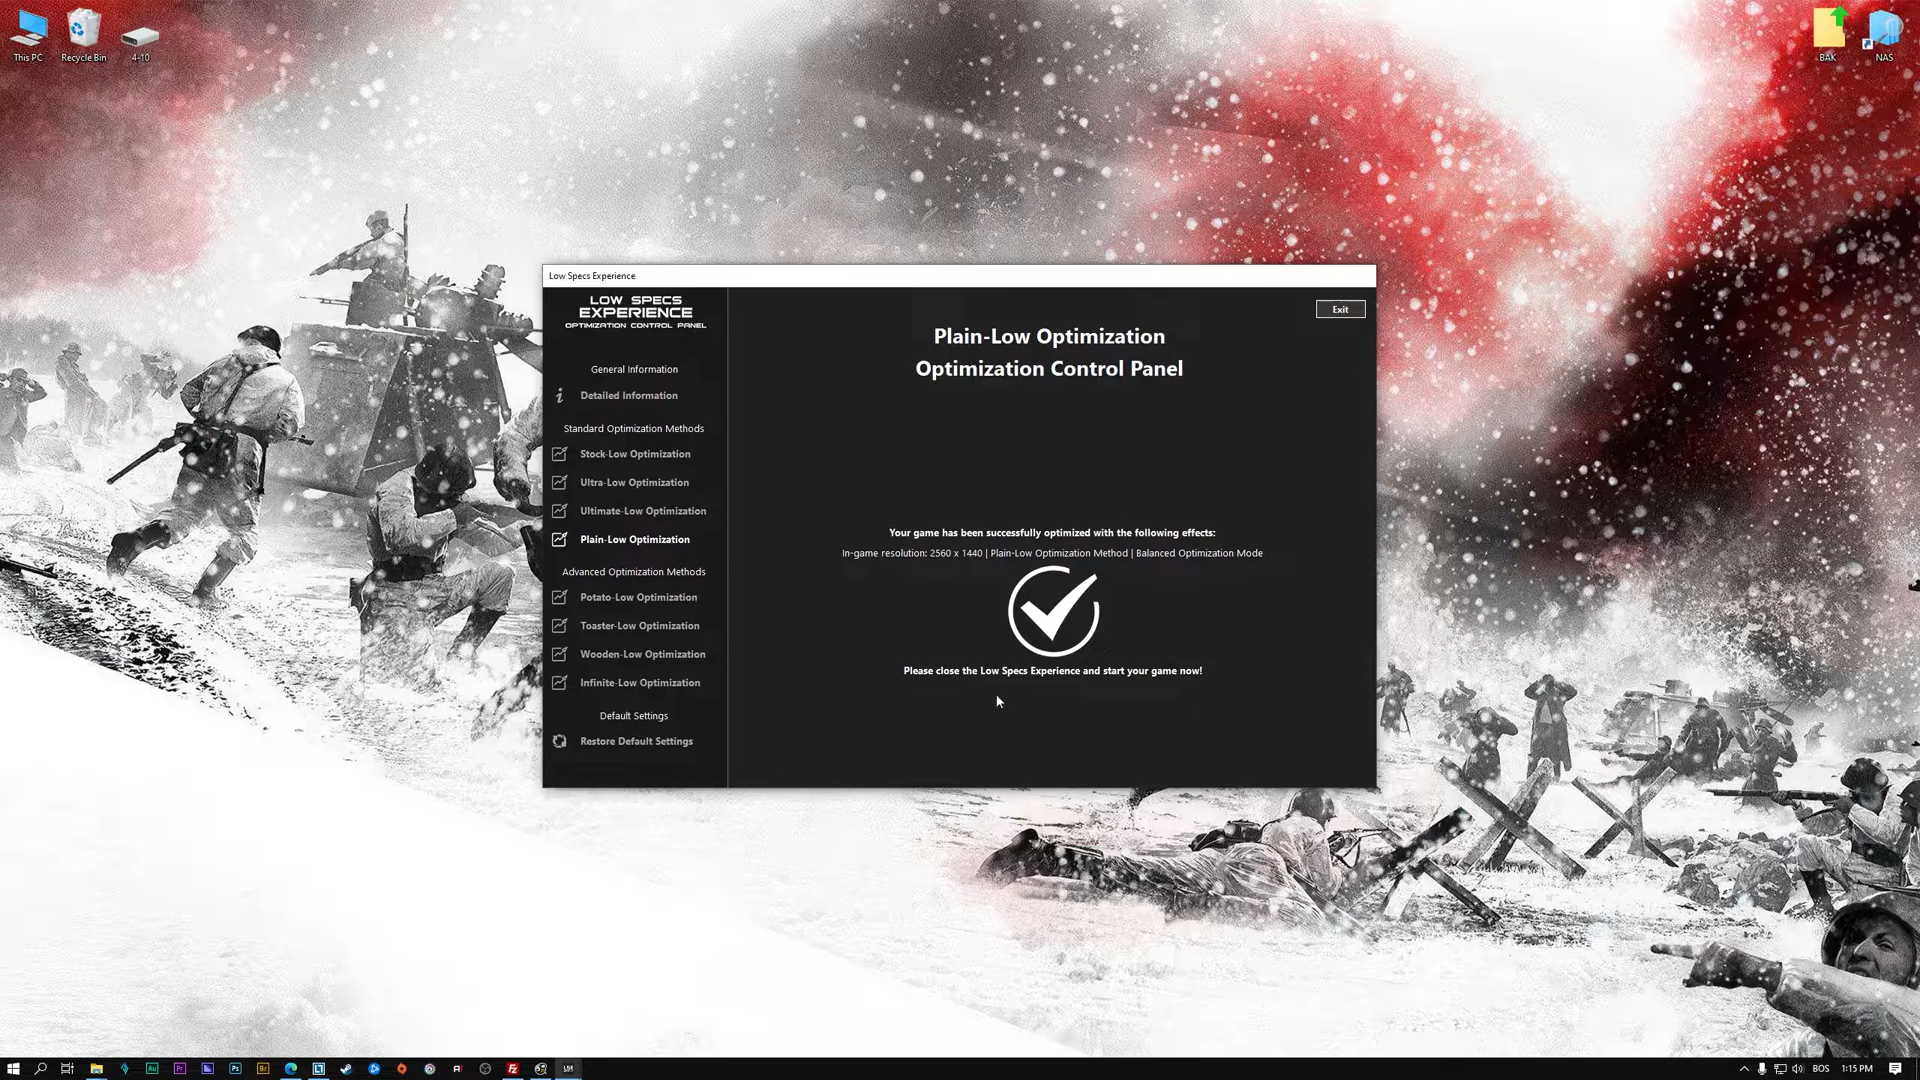 This PC
Recycle Bin
4-10
BAK
NAS
Low Specs Experience
LOW SPECS
EXPERIENCE
OPTIMIZATION CONTROL PANEL
General Information
Detailed Information
Standard Optimization Methods
Stock-Low Optimization
Ultra-Low Optimization
Ultimate-Low Optimization
Plain-Low Optimization
Advanced Optimization Methods
Potato-Low Optimization
Toaster-Low Optimization
Wooden-Low Optimization
Infinite-Low Optimization
Default Settings
Restore Default Settings
Exit
Plain-Low Optimization
Optimization Control Panel
Your game has been successfully optimized with the following effects:
In-game resolution: 2560 x 1440 | Plain-Low Optimization Method | Balanced Optimization Mode
Please close the Low Specs Experience and start your game now!
Au
Pr
Ps
Br
BOS
1:15 PM